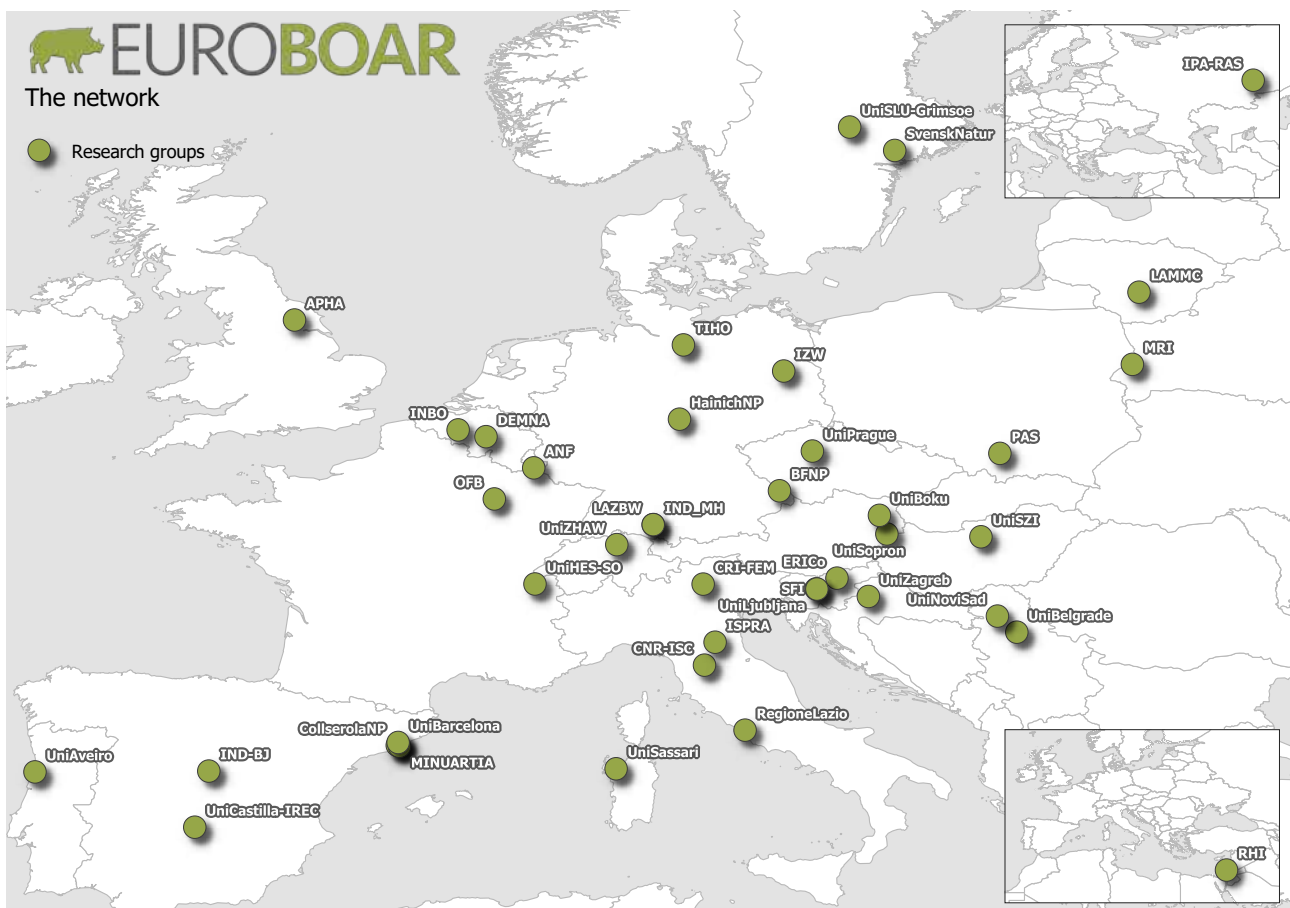 EUROBOAR
The network
Research groups
IPA-RAS
UniSLU-Grimsoe
SvenskNatur
LAMMC
APHA
TIHO
MRI
IZW
HainichNP
INBO
DEMNA
UniPrague
PAS
ANF
BFNP
OFB
LAZBW
IND_MH
UniBoku
UniZHAW
UniSZI
UniSopron
ERICo
UniHES-SO
CRI-FEM
UniZagreb
SFI
UniNoviSad
UniLjubljana
UniBelgrade
ISPRA
CNR-ISC
RegioneLazio
CollserolaNP
UniBarcelona
UniAveiro
IND-BJ
MINUARTIA
UniSassari
UniCastilla-IREC
RHI